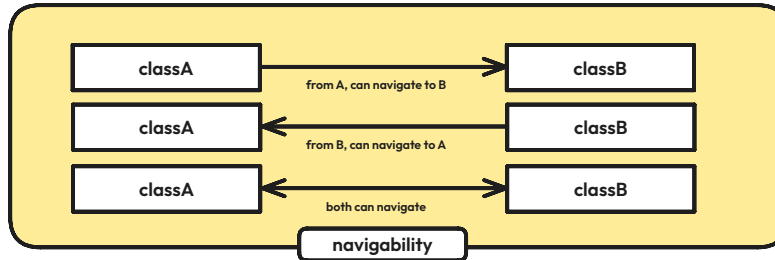 classA
classB
from A, can navigate to B
classA
classB
from B, can navigate to A
classA
classB
both can navigate
navigability